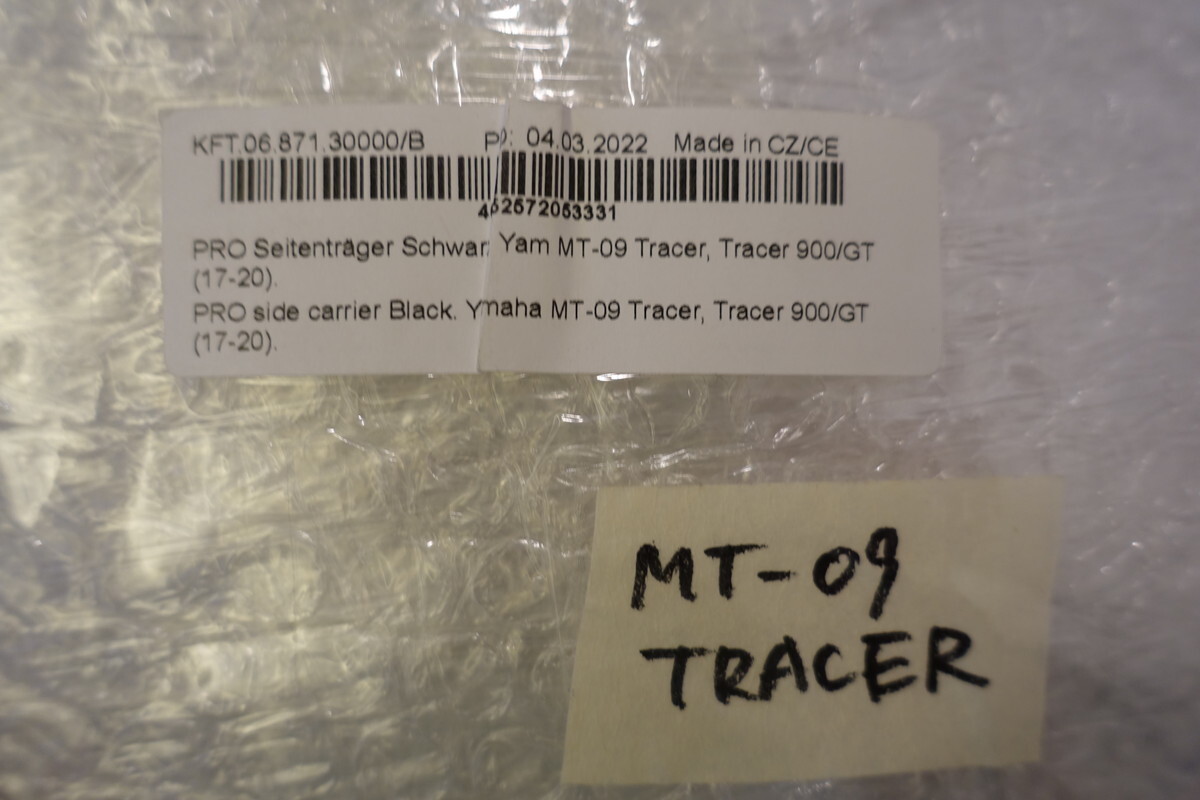 KFT.06.871.30000/B P: 04.03.2022 Made in CZ/CE
452572053331
PRO Seitenträger Schwar Yam MT-09 Tracer, Tracer 900/GT
(17-20).
PRO side carrier Black. Ymaha MT-09 Tracer, Tracer 900/GT
(17-20).
MT-09
TRACER